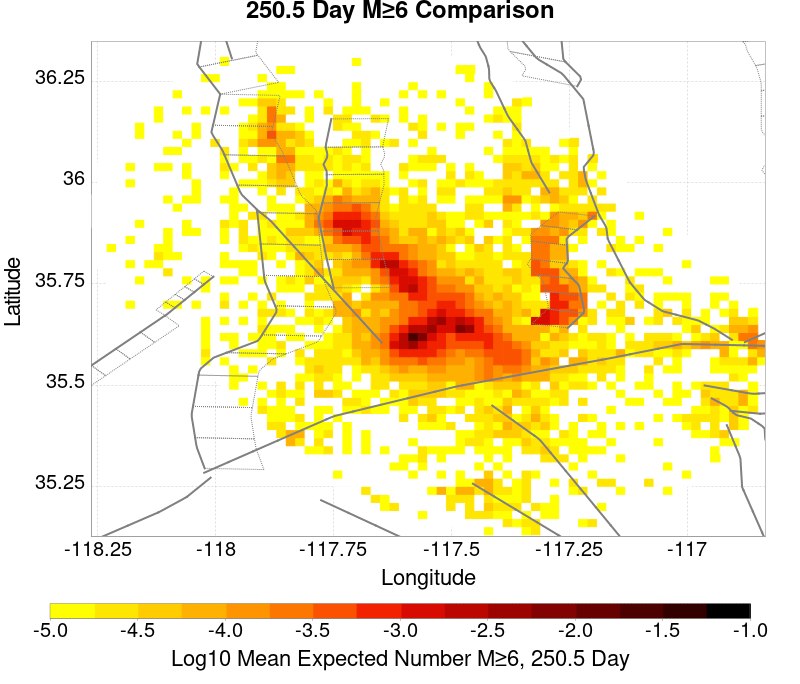 250.5 Day M≥6 Comparison
36.25
36
35.75
35.5
35.25
Latitude
-118.25 -118 -117.75 -117.5 -117.25 -117
Longitude
-5.0 -4.5 -4.0 -3.5 -3.0 -2.5 -2.0 -1.5 -1.0
Log10 Mean Expected Number M≥6, 250.5 Day